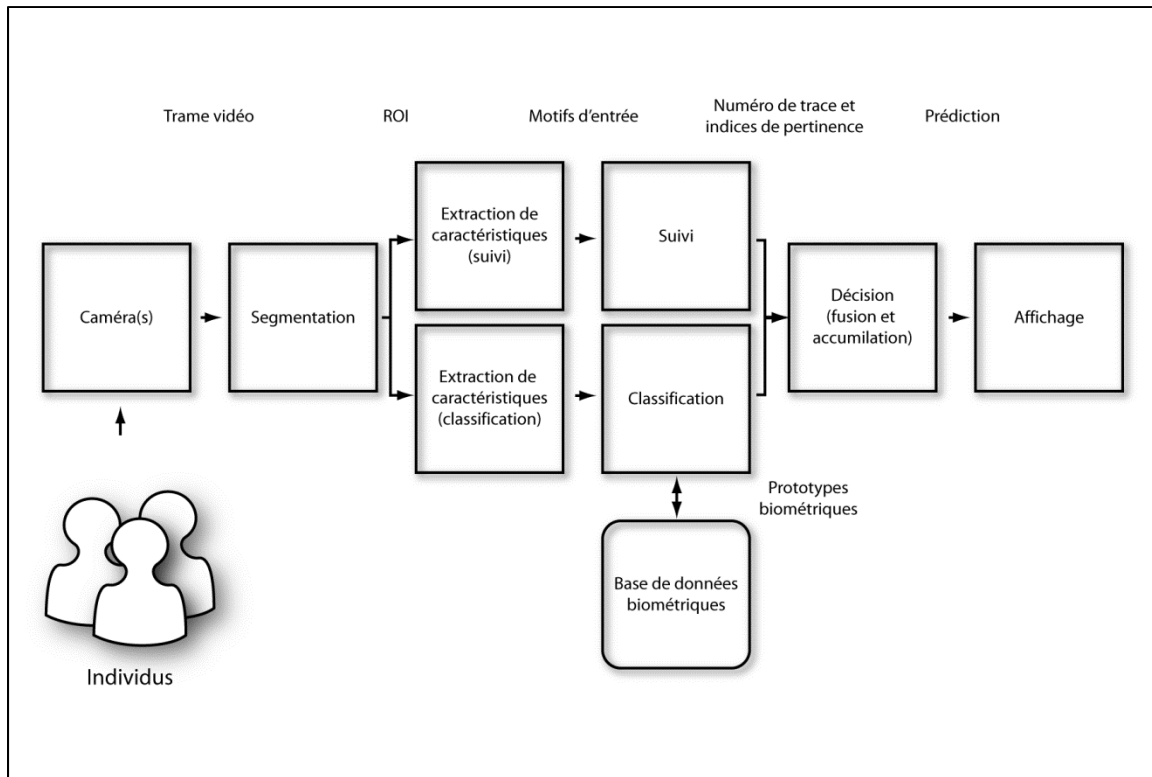 Trame vidéo
ROI
Motifs d'entrée
Numéro de trace et
indices de pertinence
Prédiction
Caméra(s)
Segmentation
Extraction de
caractéristiques
(suivi)
Suivi
Extraction de
caractéristiques
(classification)
Classification
Décision
(fusion et
accumilation)
Affichage
Prototypes
biométriques
Base de données
biométriques
Individus